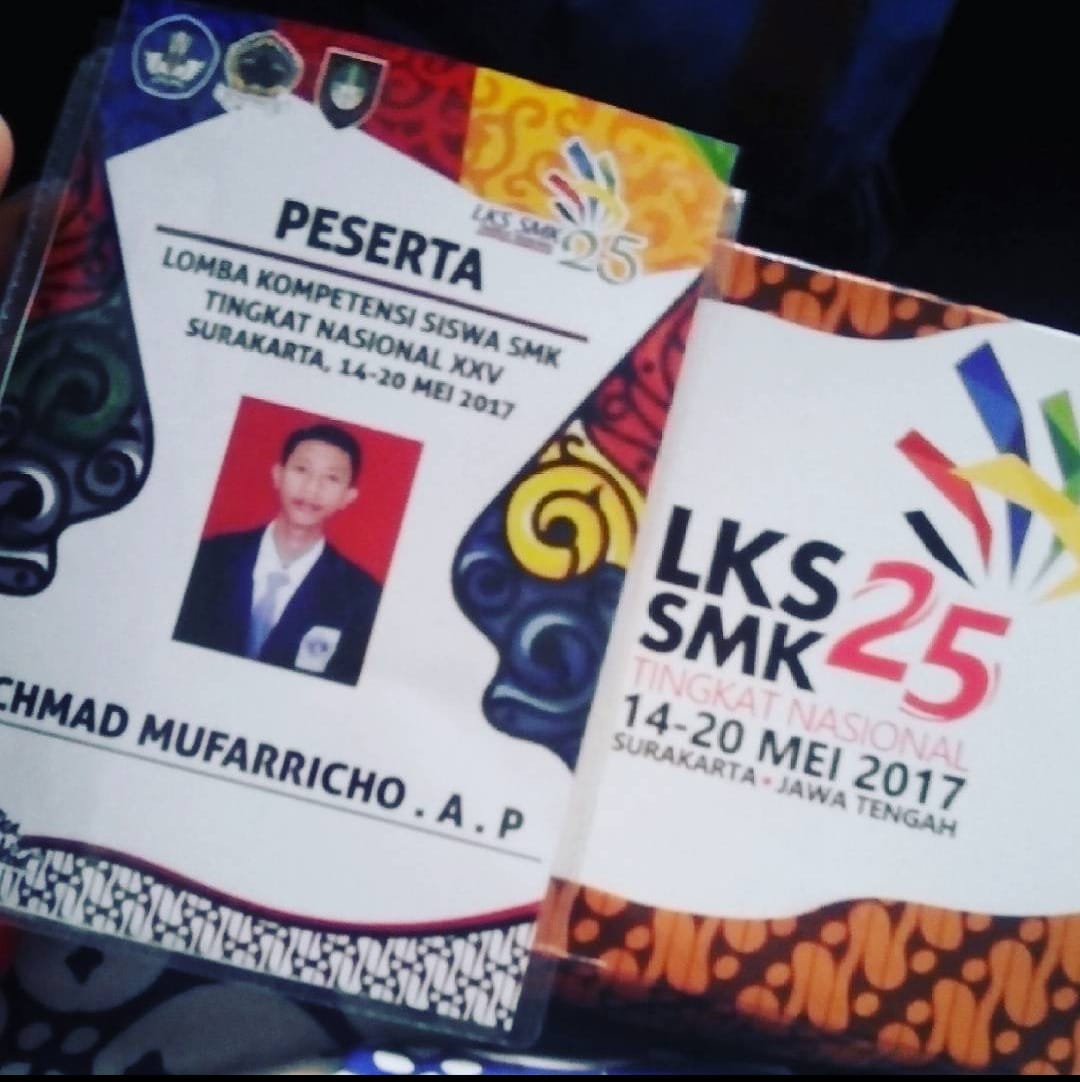 LKS SMK
25
PESERTA
LOMBA KOMPETENSI SISWA SMK
TINGKAT NASIONAL XXV
SURAKARTA, 14-20 MEI 2017
CHMAD MUFARRICHO . A . P
LKS
SMK 25
TINGKAT NASIONAL
14-20 MEI 2017
SURAKARTA • JAWA TENGAH